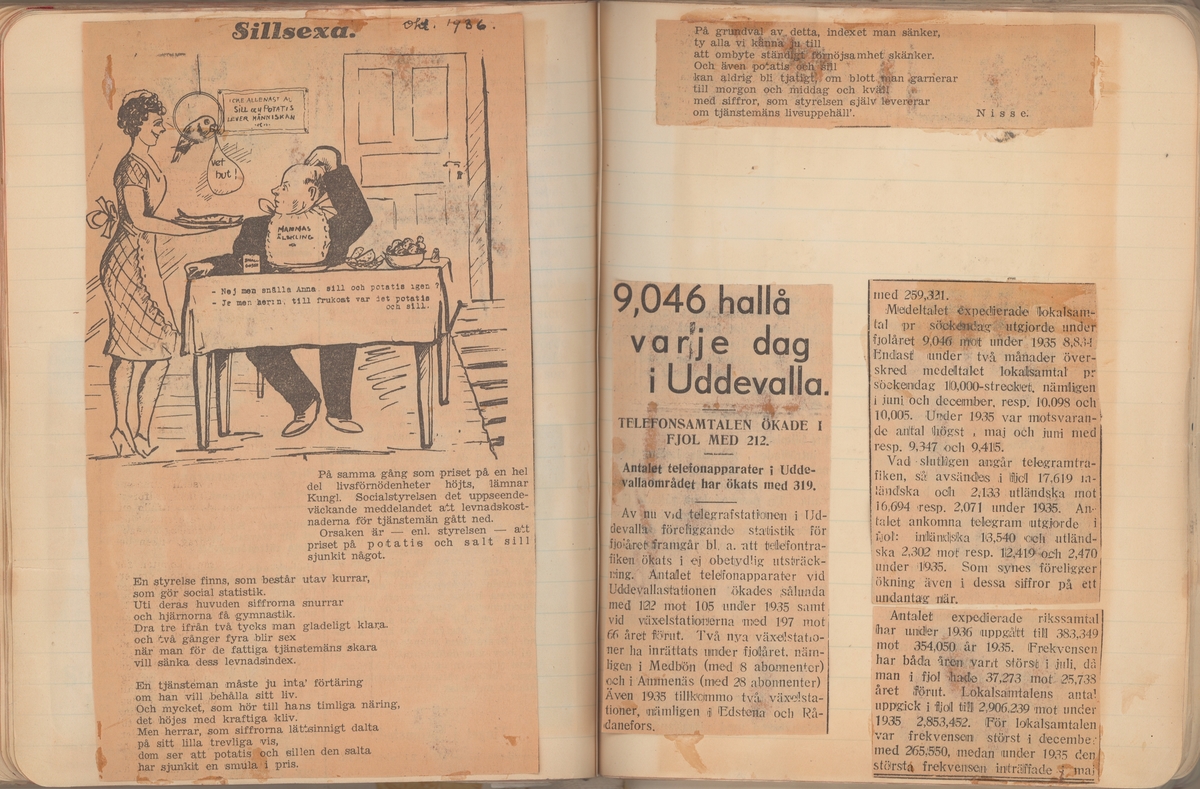 Sillsexa.
Okt. 1936.
ICKE ALLENAST AV
SILL OCH POTATIS
LEVER MÄNNISKAN
vet
hut!
MAMMAS
ÄLSKLING
- Nej men snälla Anna, sill och potatis igen?
- Ja men herrn, till frukost var det potatis
och sill.
På samma gång som priset på en hel
del livsförnödenheter höjts, lämnar
Kungl. Socialstyrelsen det uppseende-
väckande meddelandet att levnadskost-
naderna för tjänstemän gått ned.
Orsaken är — enl. styrelsen — att
priset på potatis och salt sill
sjunkit något.
En styrelse finns, som består utav kurrar,
som gör social statistik.
Uti deras huvuden siffrorna snurrar
och hjärnorna få gymnastik.
Dra tre ifrån två tycks man gladeligt klara.
och två gånger fyra blir sex
när man för de fattiga tjänstemäns skara
vill sänka dess levnadsindex.
En tjänsteman måste ju inta' förtäring
om han vill behålla sitt liv.
Och mycket, som hör till hans timliga näring,
det höjes med kraftiga kliv.
Men herrar, som siffrorna lättsinnigt dalta
på sitt lilla trevliga vis,
dom ser att potatis och sillen den salta
har sjunkit en smula i pris.
På grundval av detta, indexet man sänker,
ty alla vi känna ju till
att ombyte ständigt förnöjsamhet skänker.
Och även potatis och sill
kan aldrig bli tjatigt, om blott man garnerar
till morgon och middag och kväll
med siffror, som styrelsen själv levererar
om tjänstemäns livsuppehåll'.
Nisse.
9,046 hallå
varje dag
i Uddevalla.
TELEFONSAMTALEN ÖKADE I
FJOL MED 212.
Antalet telefonapparater i Udde-
vallaområdet har ökats med 319.
Av nu vid telegrafstationen i Ud-
devalla föreliggande statistik för
fjolåret framgår bl. a. att telefontra-
fiken ökats i ej obetydlig utsträck-
ning. Antalet telefonapparater vid
Uddevallastationen ökades sålunda
med 122 mot 105 under 1935 samt
vid växelstationerna med 197 mot
66 året förut. Två nya växelstatio-
ner ha inrättats under fjolåret, näm-
ligen i Medbön (med 8 abonnenter)
och i Ammenäs (med 28 abonnenter)
Även 1935 tillkommo två växelsta-
tioner, nämligen i Edstena och Rå-
danefors.
med 259,321.
Medeltalet expedierade lokalsam-
tal pr söckendag utgjorde under
fjolåret 9,046 mot under 1935
Endast under två månader över-
skred medeltalet lokalsamtal pr
söckendag 10,000-strecket, nämligen
i juni och december, resp. 10,098 och
10,005. Under 1935 var motsvaran-
de antal högst i maj och juni med
resp. 9,347 och 9,415.
Vad slutligen angår telegramtra-
fiken, så avsändes i fjol 17,619 in-
ländska och 2,133 utländska mot
16,694 resp. 2,071 under 1935. An-
talet ankomna telegram utgjorde i
fjol: inländska 13,540 och utländ-
ska 2,302 mot resp. 12,419 och 2,470
under 1935. Som synes föreligger
ökning även i dessa siffror på ett
undantag när.
Antalet expedierade rikssamtal
har under 1936 uppgått till 383,349
mot 354,050 år 1935. Frekvensen
har båda åren varit störst i juli, då
man i fjol hade 37,273 mot 25,738
året förut. Lokalsamtalens antal
uppgick i fjol till 2,906,239 mot under
1935 2,853,452. För lokalsamtalen
var frekvensen störst i december
med 265,550, medan under 1935 den
största frekvensen inträffade i maj